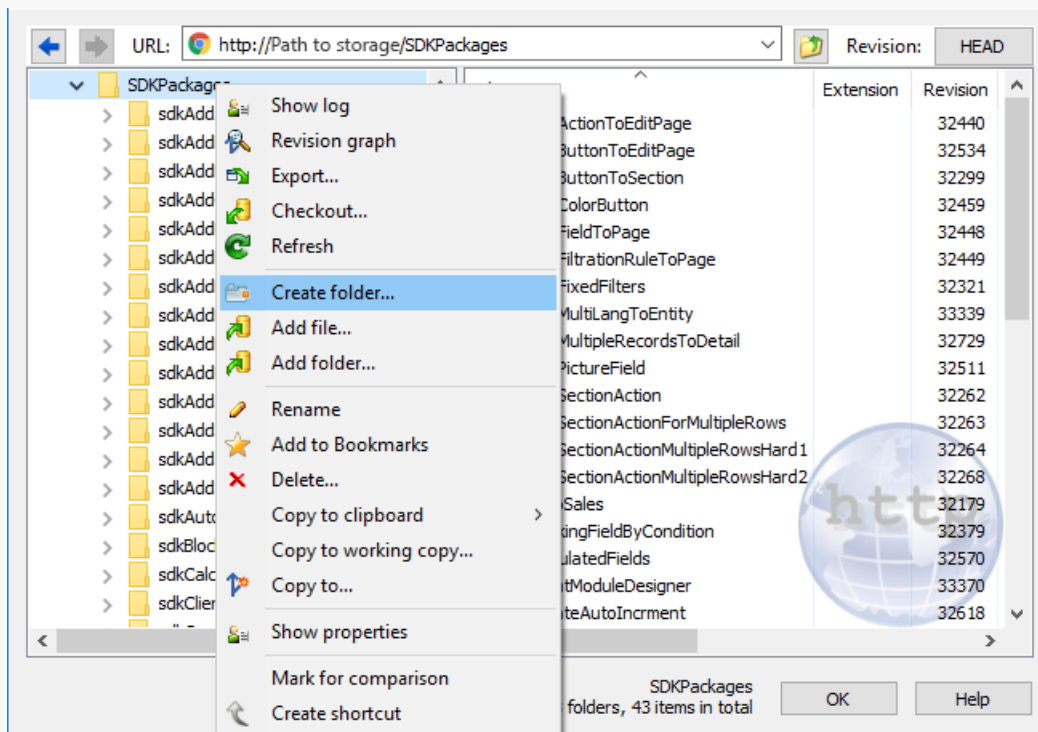 URL: http://Path to storage/SDKPackages Revision: HEAD
SDKPackages
sdkAdd
sdkAdd
sdkAdd
sdkAdd
sdkAdd
sdkAdd
sdkAdd
sdkAdd
sdkAdd
sdkAdd
sdkAdd
sdkAdd
sdkAdd
sdkAdd
sdkAuto
sdkBloc
sdkCalc
sdkClien
Show log
Revision graph
Export...
Checkout...
Refresh
Create folder...
Add file...
Add folder...
Rename
Add to Bookmarks
Delete...
Copy to clipboard
Copy to working copy...
Copy to...
Show properties
Mark for comparison
Create shortcut
Extension Revision
ActionToEditPage 32440
ButtonToEditPage 32534
ButtonToSection 32299
ColorButton 32459
FieldToPage 32448
FiltrationRuleToPage 32449
FixedFilters 32321
MultiLangToEntity 33339
MultipleRecordsToDetail 32729
PictureField 32511
SectionAction 32262
SectionActionForMultipleRows 32263
SectionActionMultipleRowsHard1 32264
SectionActionMultipleRowsHard2 32268
Sales 32179
kingFieldByCondition 32379
ulatedFields 32570
ntModuleDesigner 33370
teAutoIncrment 32618
http
SDKPackages
folders, 43 items in total
OK Help